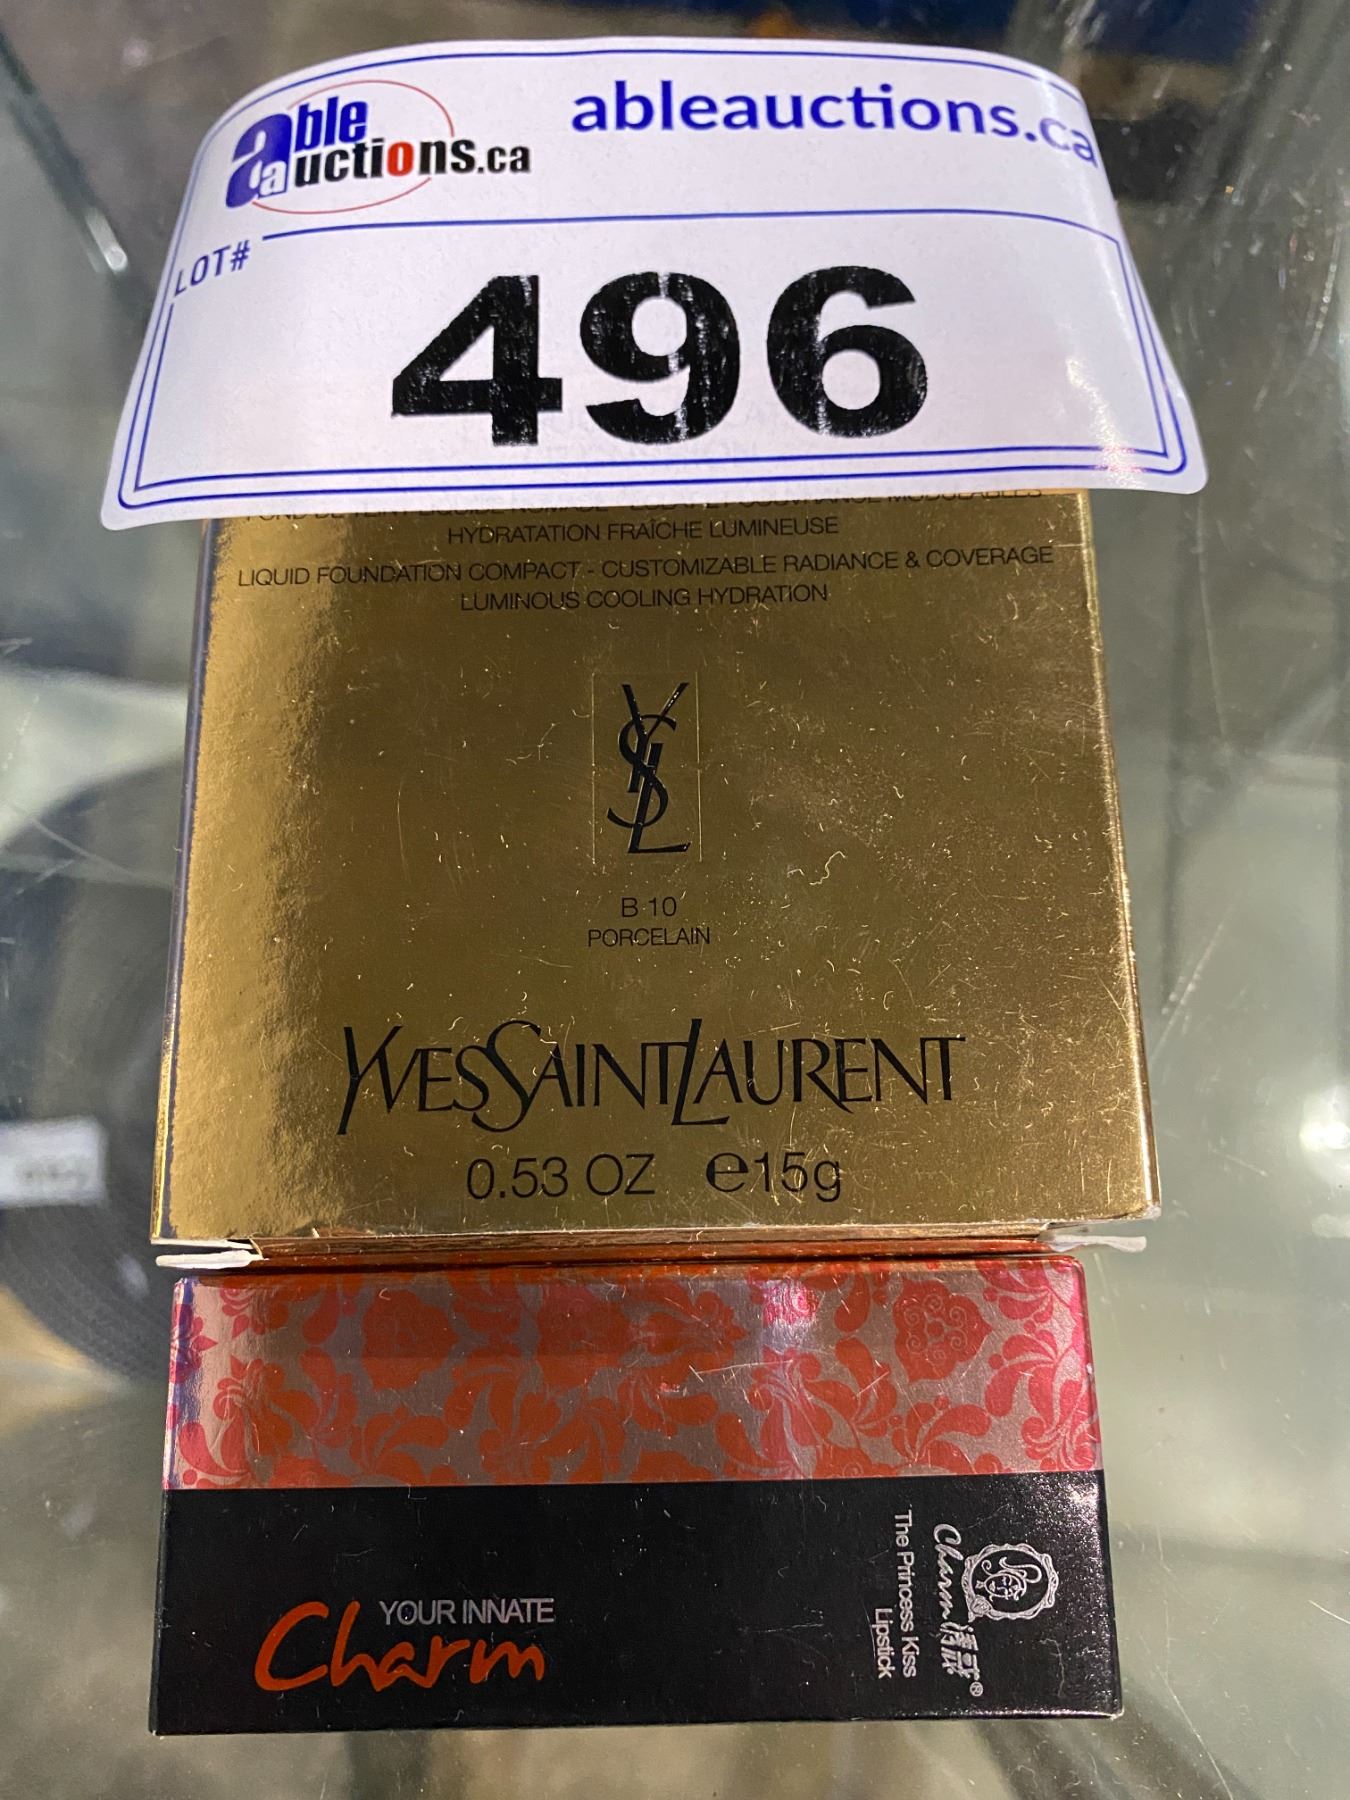 able auctions.ca
ableauctions.ca
LOT#
496
HYDRATATION FRAÎCHE LUMINEUSE
LIQUID FOUNDATION COMPACT - CUSTOMIZABLE RADIANCE & COVERAGE
LUMINOUS COOLING HYDRATION
YSL
B 10
PORCELAIN
YVESSAINTLAURENT
0.53 OZ e15g
YOUR INNATE
Charm
Charm
®
The Princess Kiss
Lipstick